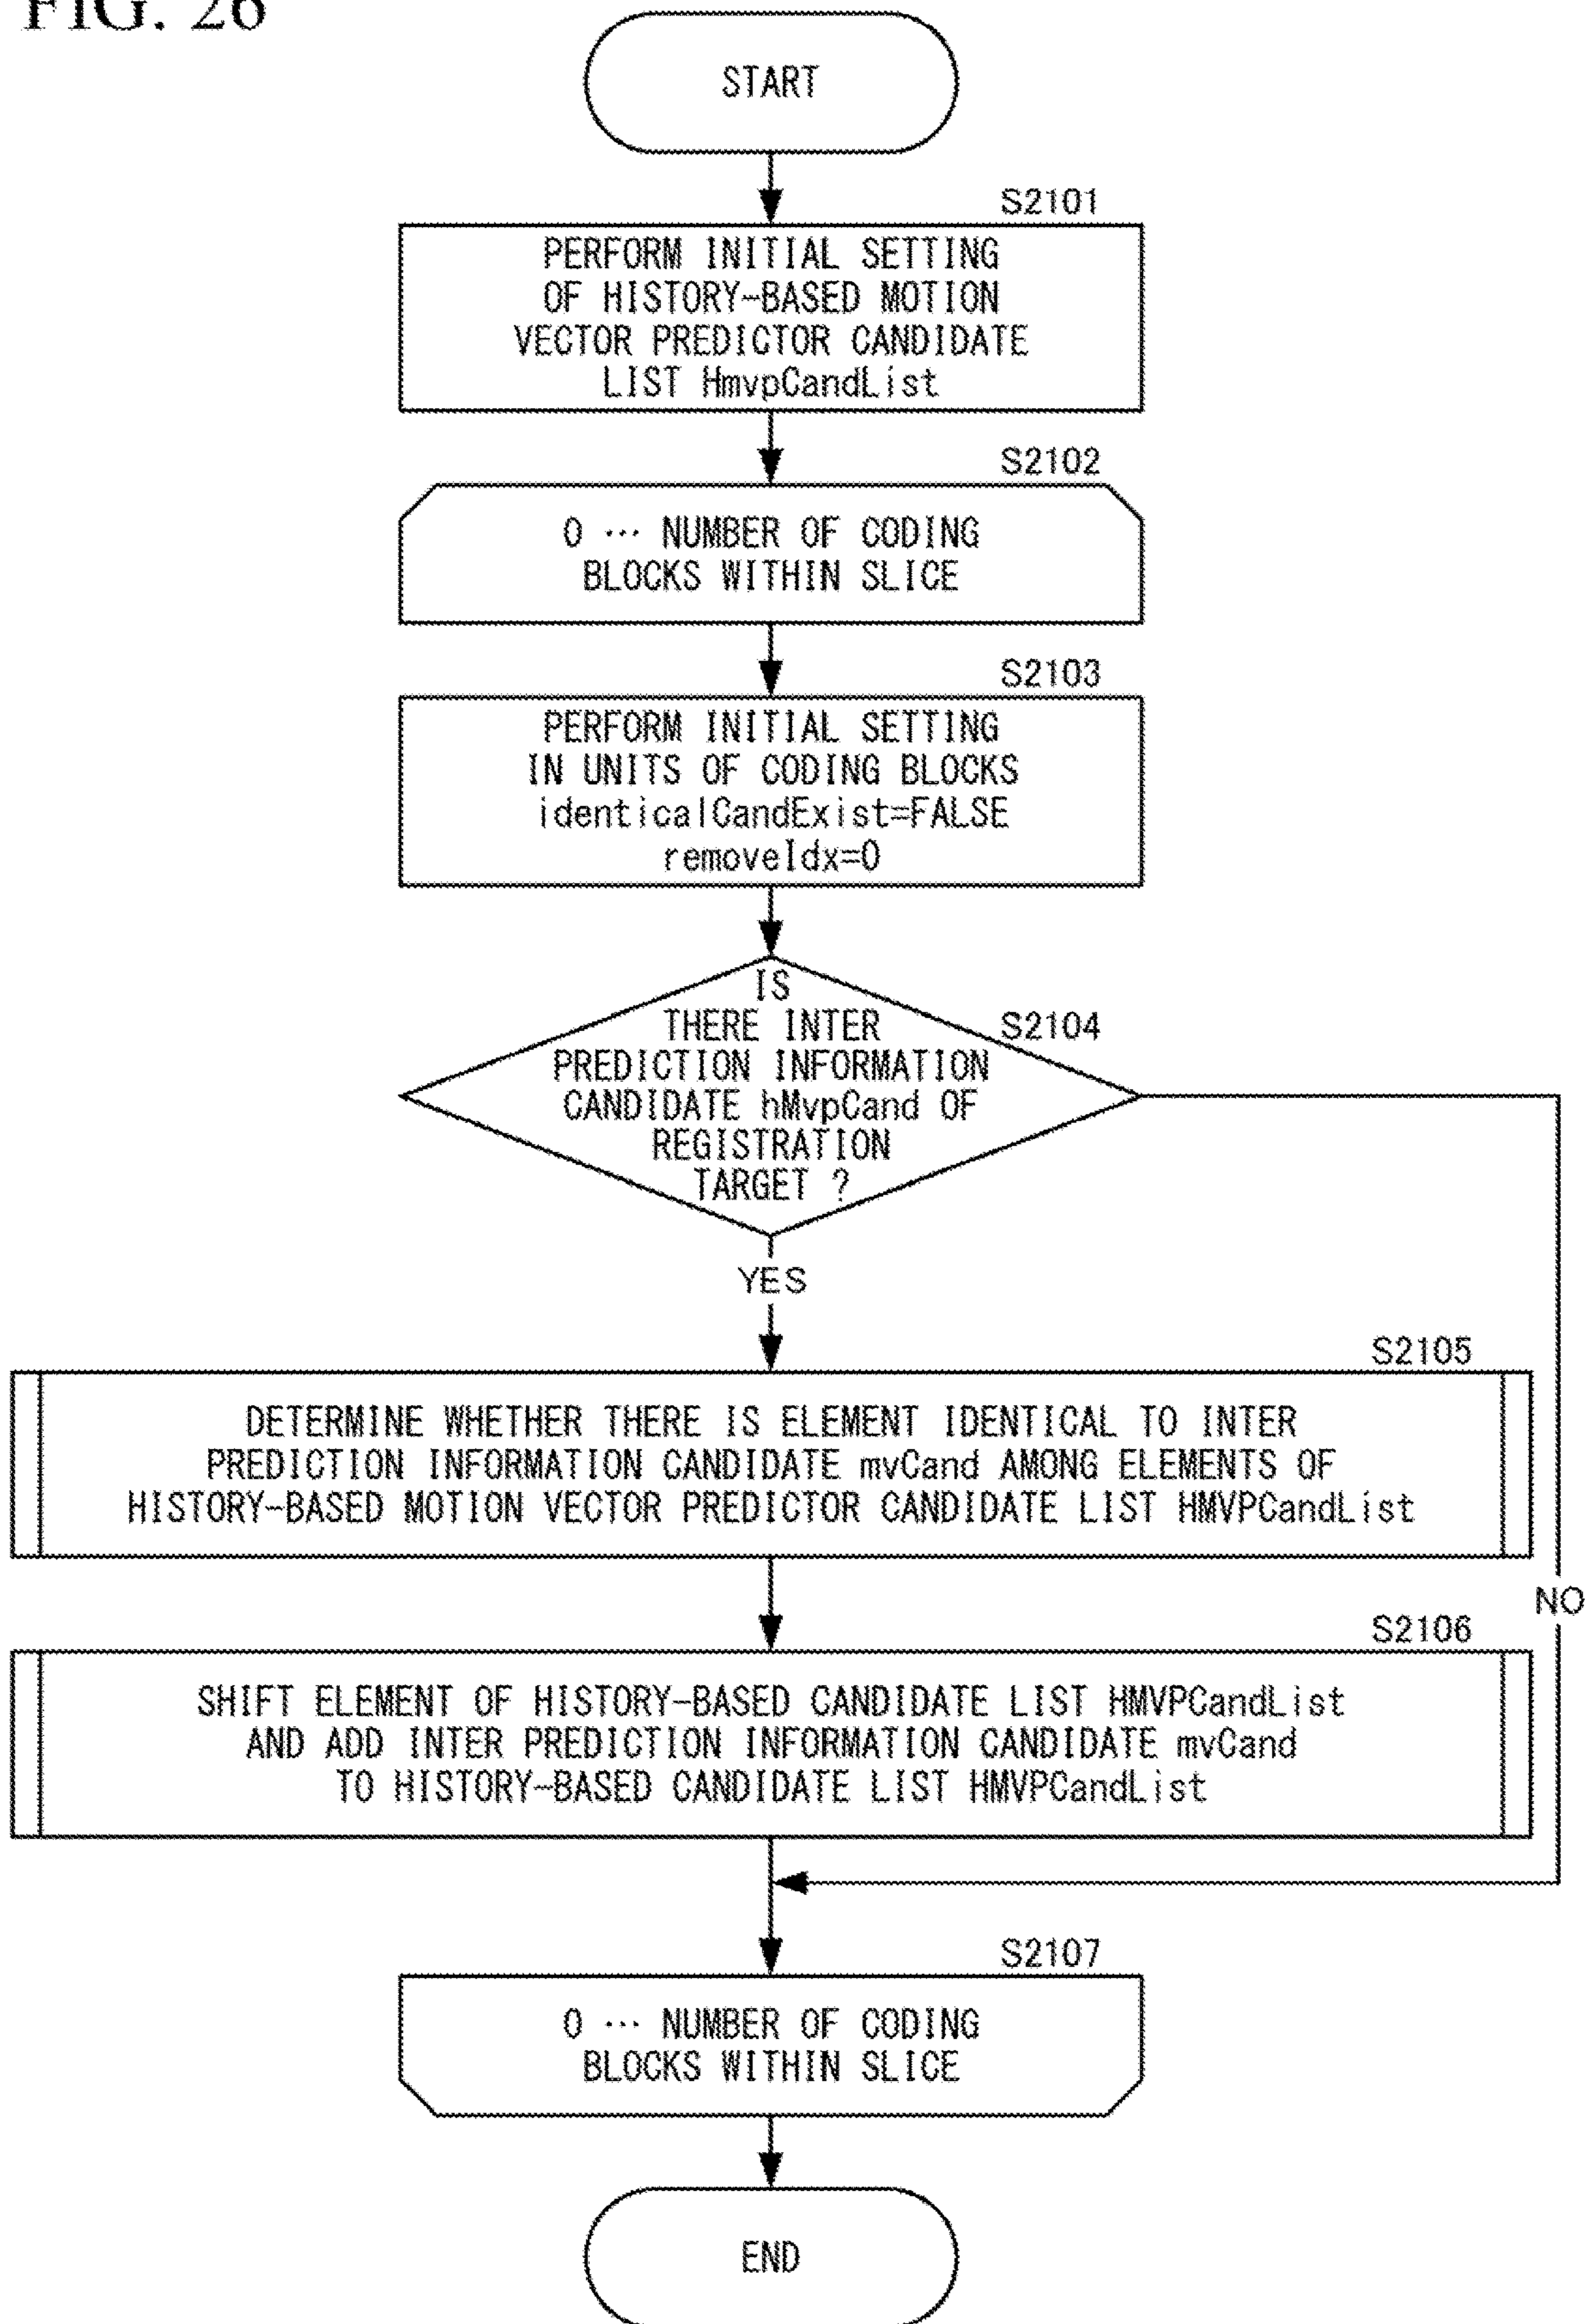 FIG. 26
START
S2101
PERFORM INITIAL SETTING
OF HISTORY-BASED MOTION
VECTOR PREDICTOR CANDIDATE
LIST HmvpCandList
S2102
0 ··· NUMBER OF CODING
BLOCKS WITHIN SLICE
S2103
PERFORM INITIAL SETTING
IN UNITS OF CODING BLOCKS
identicalCandExist=FALSE
removeIdx=0
IS
THERE INTER
S2104
PREDICTION INFORMATION
CANDIDATE hMvpCand OF
REGISTRATION
TARGET ?
YES
S2105
DETERMINE WHETHER THERE IS ELEMENT IDENTICAL TO INTER
PREDICTION INFORMATION CANDIDATE mvCand AMONG ELEMENTS OF
HISTORY-BASED MOTION VECTOR PREDICTOR CANDIDATE LIST HMVPCandList
NO
S2106
SHIFT ELEMENT OF HISTORY-BASED CANDIDATE LIST HMVPCandList
AND ADD INTER PREDICTION INFORMATION CANDIDATE mvCand
TO HISTORY-BASED CANDIDATE LIST HMVPCandList
S2107
0 ··· NUMBER OF CODING
BLOCKS WITHIN SLICE
END